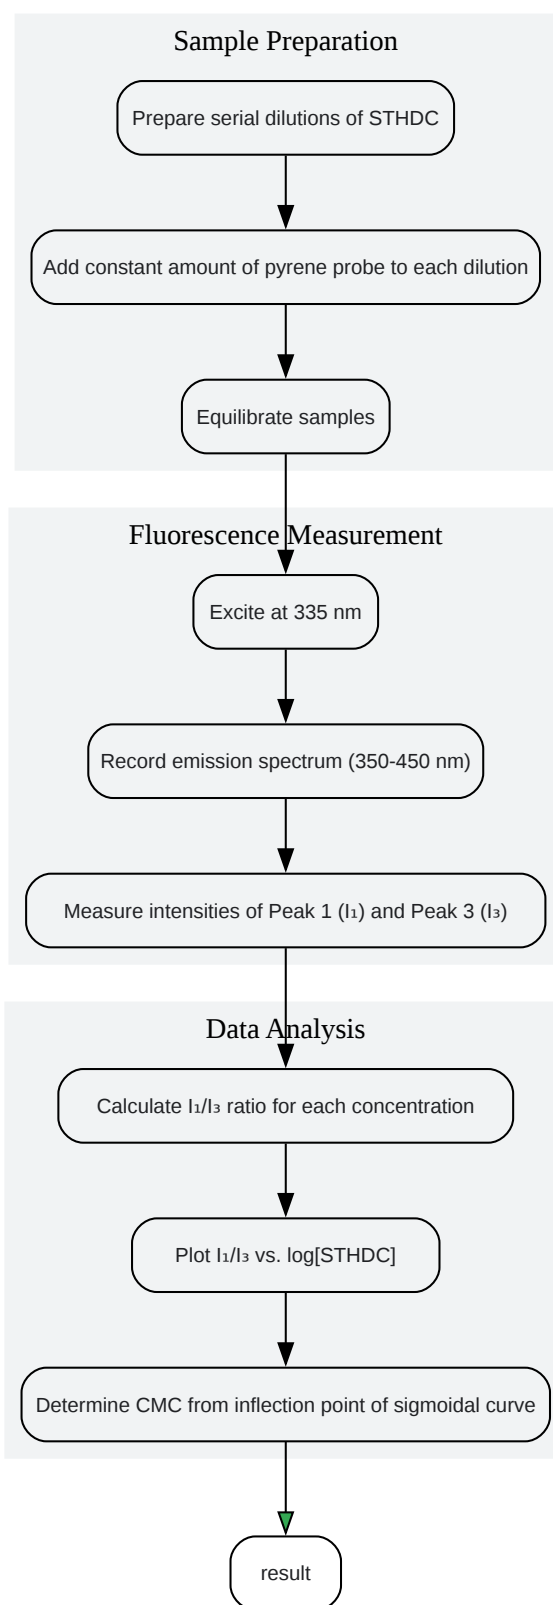 Sample Preparation
Prepare serial dilutions of STHDC
Add constant amount of pyrene probe to each dilution
Equilibrate samples
Fluorescence Measurement
Excite at 335 nm
Record emission spectrum (350-450 nm)
Measure intensities of Peak 1 (I₁) and Peak 3 (I₃)
Data Analysis
Calculate I₁/I₃ ratio for each concentration
Plot I₁/I₃ vs. log[STHDC]
Determine CMC from inflection point of sigmoidal curve
result